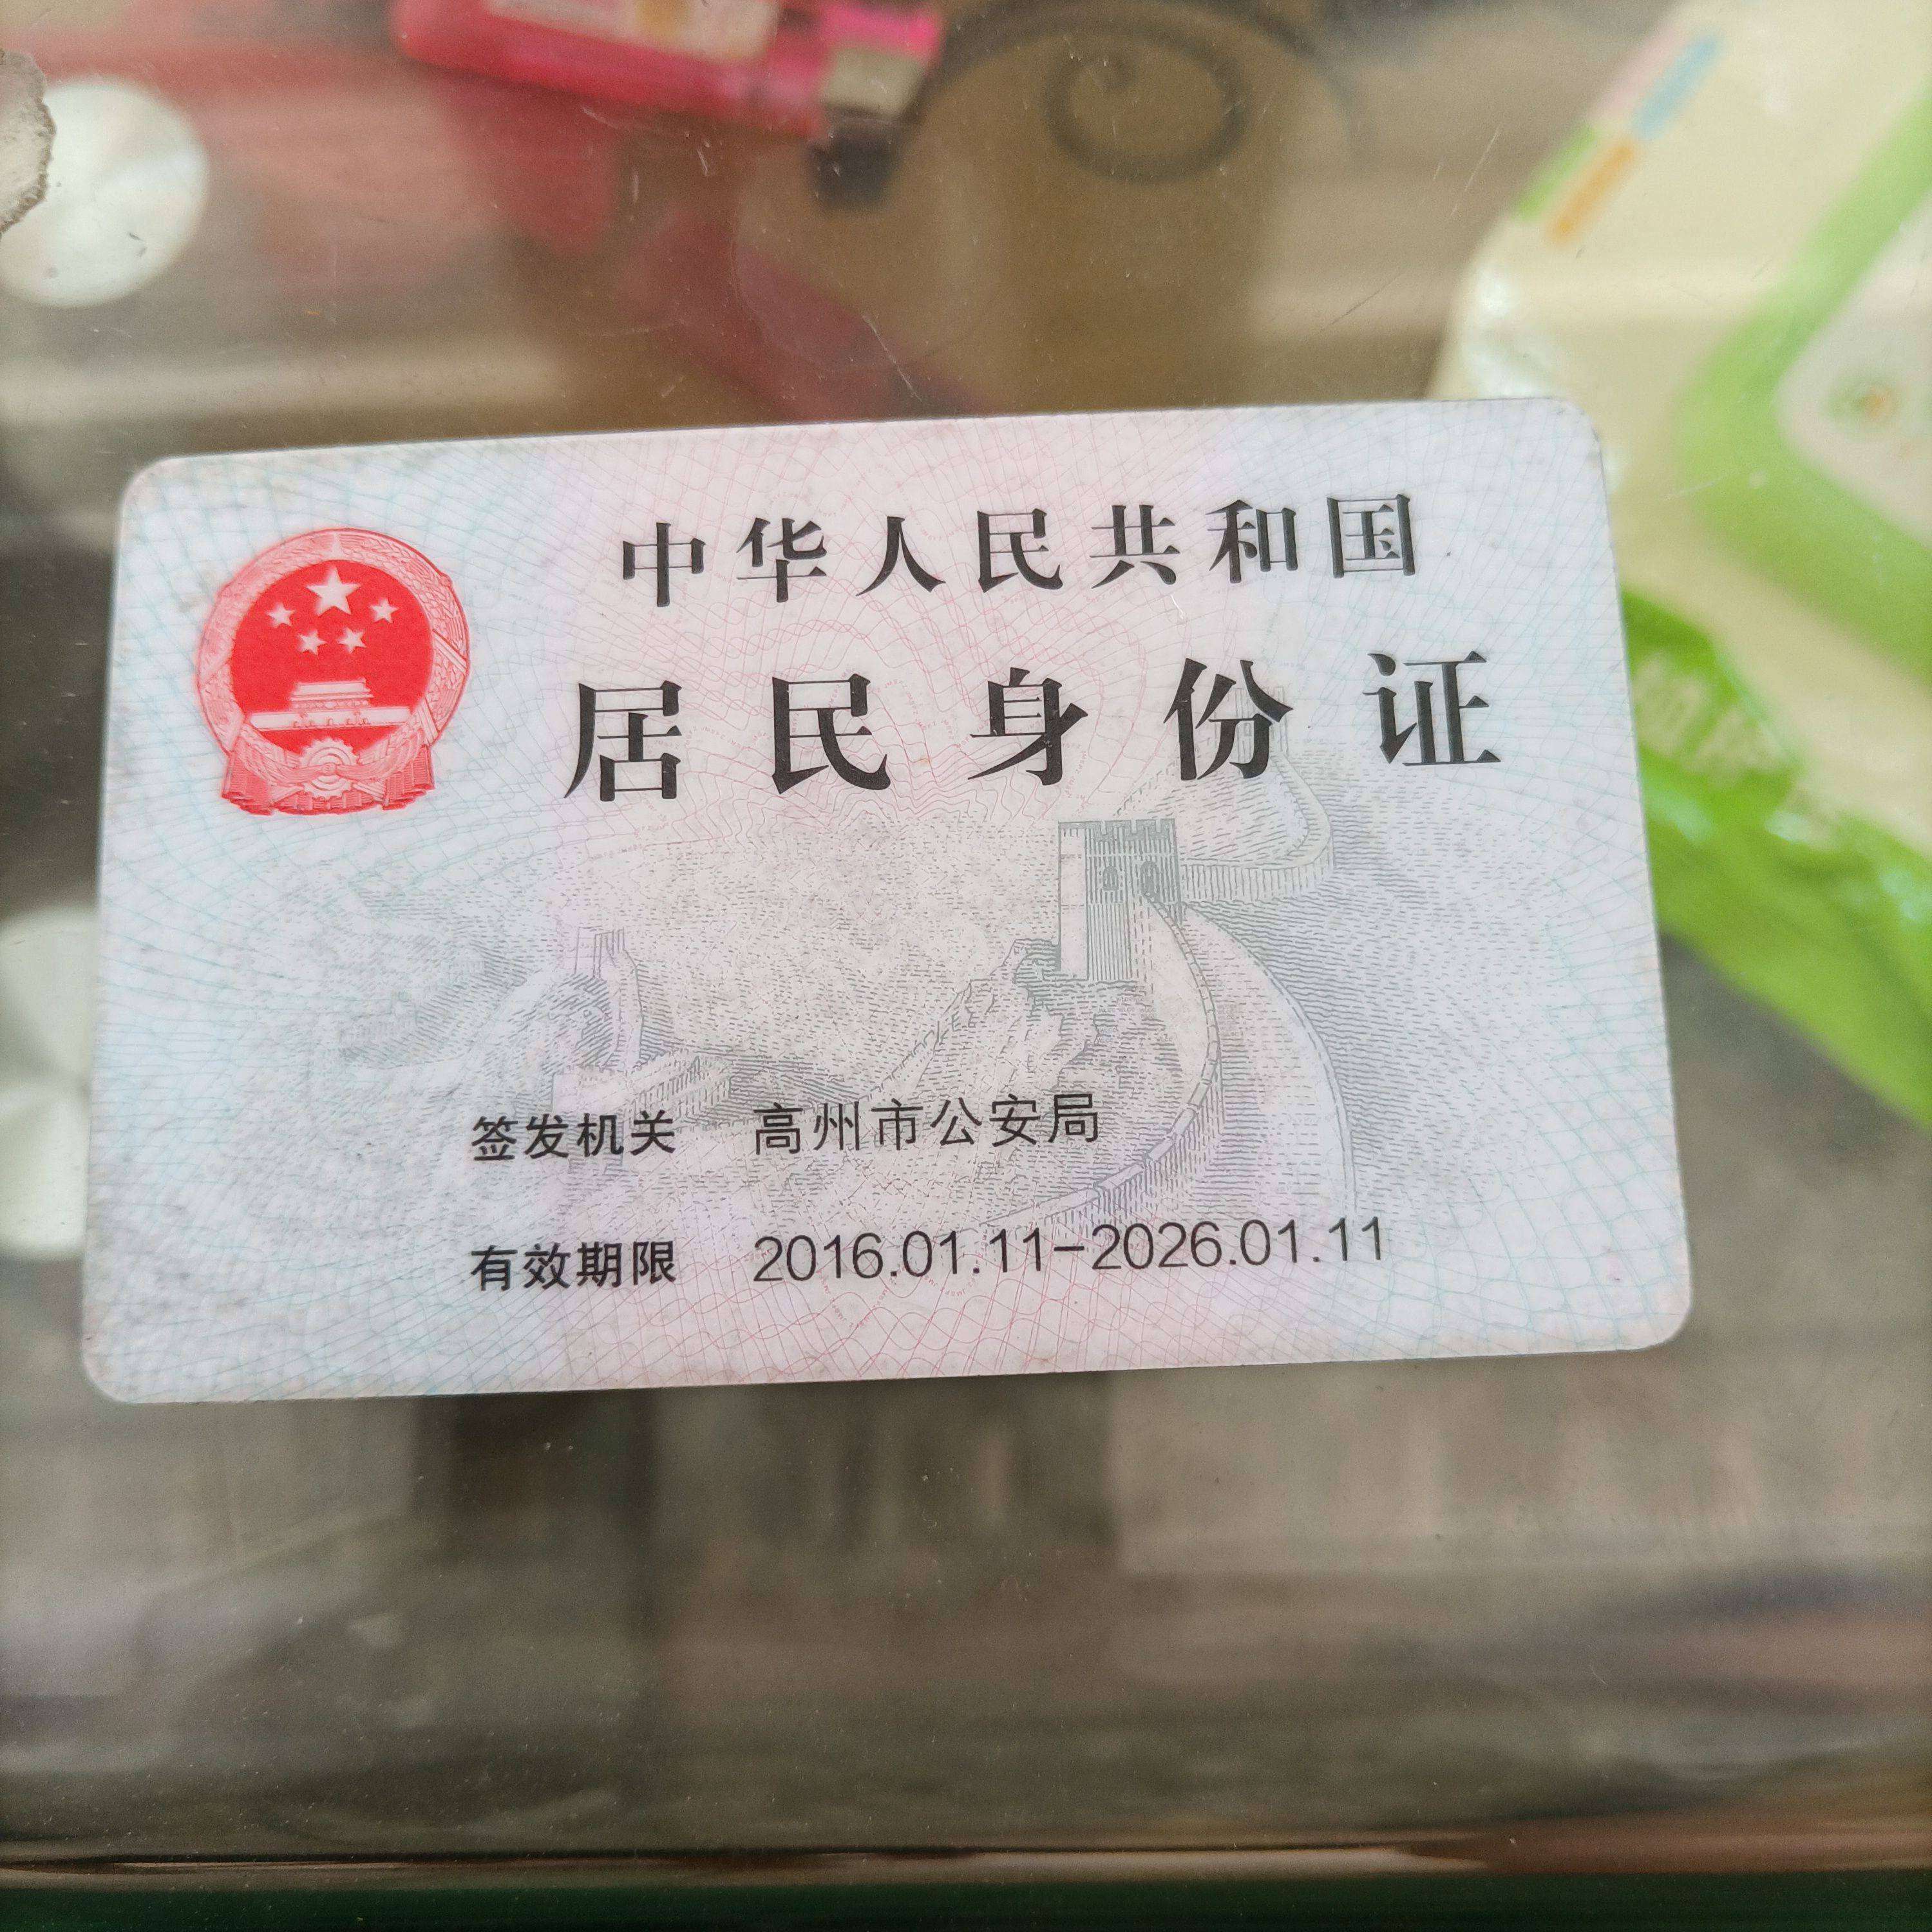 中华人民共和国
居民身份证
签发机关 高州市公安局
有效期限 2016.01.11-2026.01.11